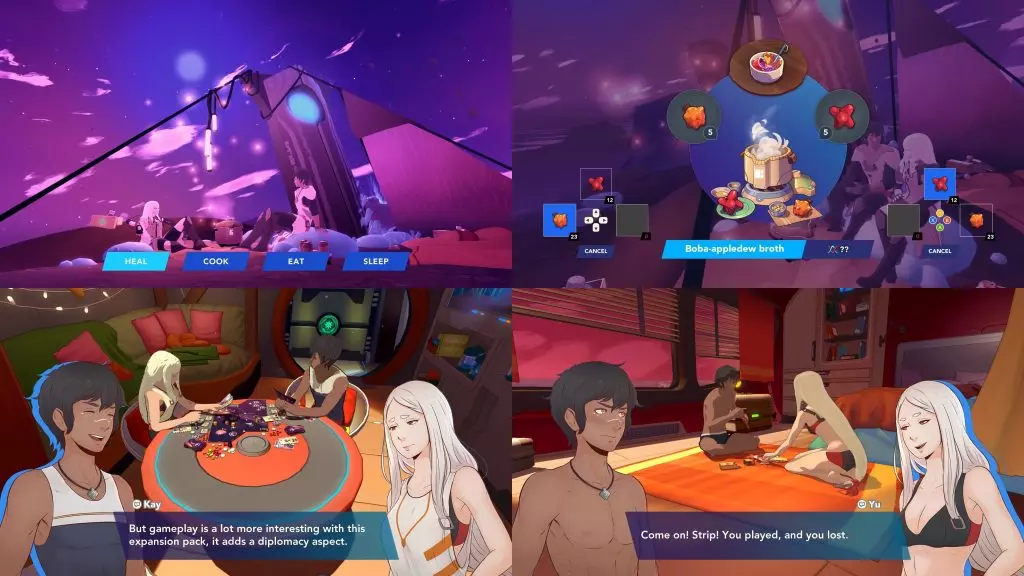 HEAL
COOK
EAT
SLEEP
5
5
12
23
CANCEL
12
23
CANCEL
Boba-appledew broth
??
Kay
But gameplay is a lot more interesting with this
expansion pack, it adds a diplomacy aspect.
Yu
Come on! Strip! You played, and you lost.